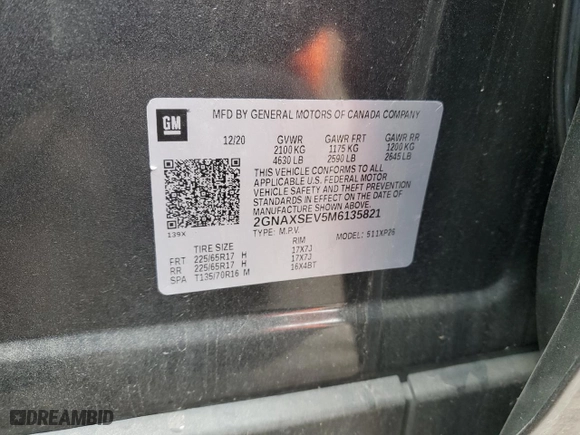 GM
MFD BY GENERAL MOTORS OF CANADA COMPANY
12/20 GVWR GAWR FRT GAWR RR
2100 KG 1175 KG 1200 KG
4630 LB 2590 LB 2645 LB
THIS VEHICLE CONFORMS TO ALL
APPLICABLE U.S. FEDERAL MOTOR
VEHICLE SAFETY AND THEFT PREVENTION
STANDARDS IN EFFECT ON THE DATE OF
MANUFACTURE SHOWN ABOVE.
2GNAXSEV5M6135821
139X
TYPE: M.P.V. MODEL: 511XP26
TIRE SIZE RIM
FRT 225/65R17 H 17X7J
RR 225/65R17 H 17X7J
SPA T135/70R16 M 16X4BT
DREAMBID